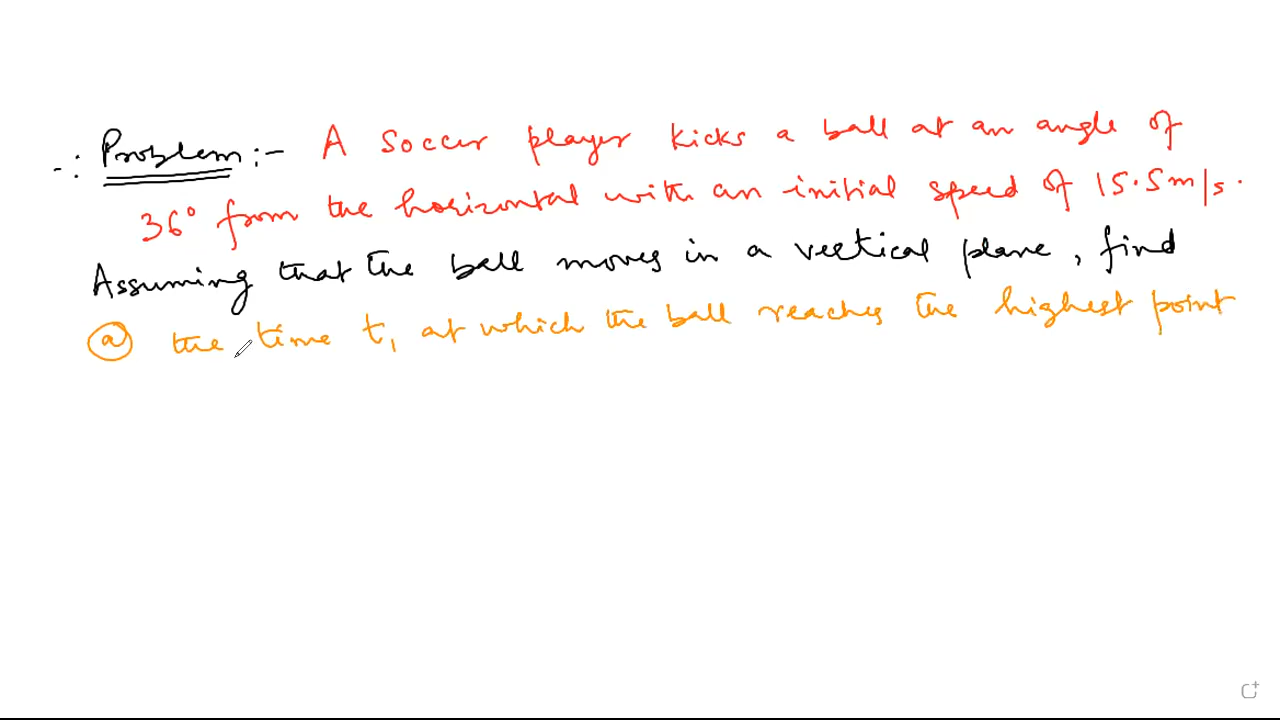 -: Problem :- A soccer player kicks a ball at an angle of
36° from the horizontal with an initial speed of 15.5m/s.
Assuming that the ball moves in a vertical plane, find
ⓐ the time t₁ at which the ball reaches the highest point